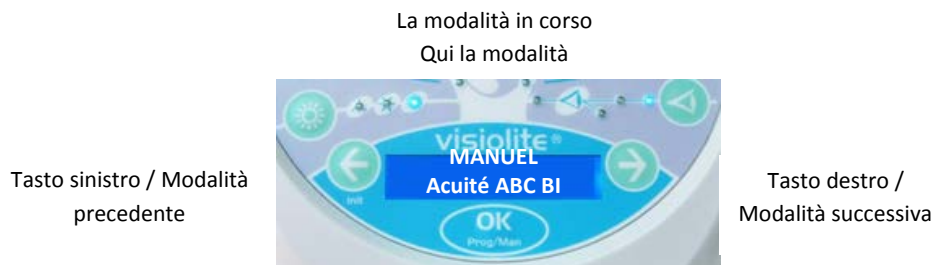 La modalità in corso
Qui la modalità
visiolite®
MANUEL
Acuité ABC BI
Tasto sinistro / Modalità
precedente
Tasto destro /
Modalità successiva
Init
OK
Prog/Man